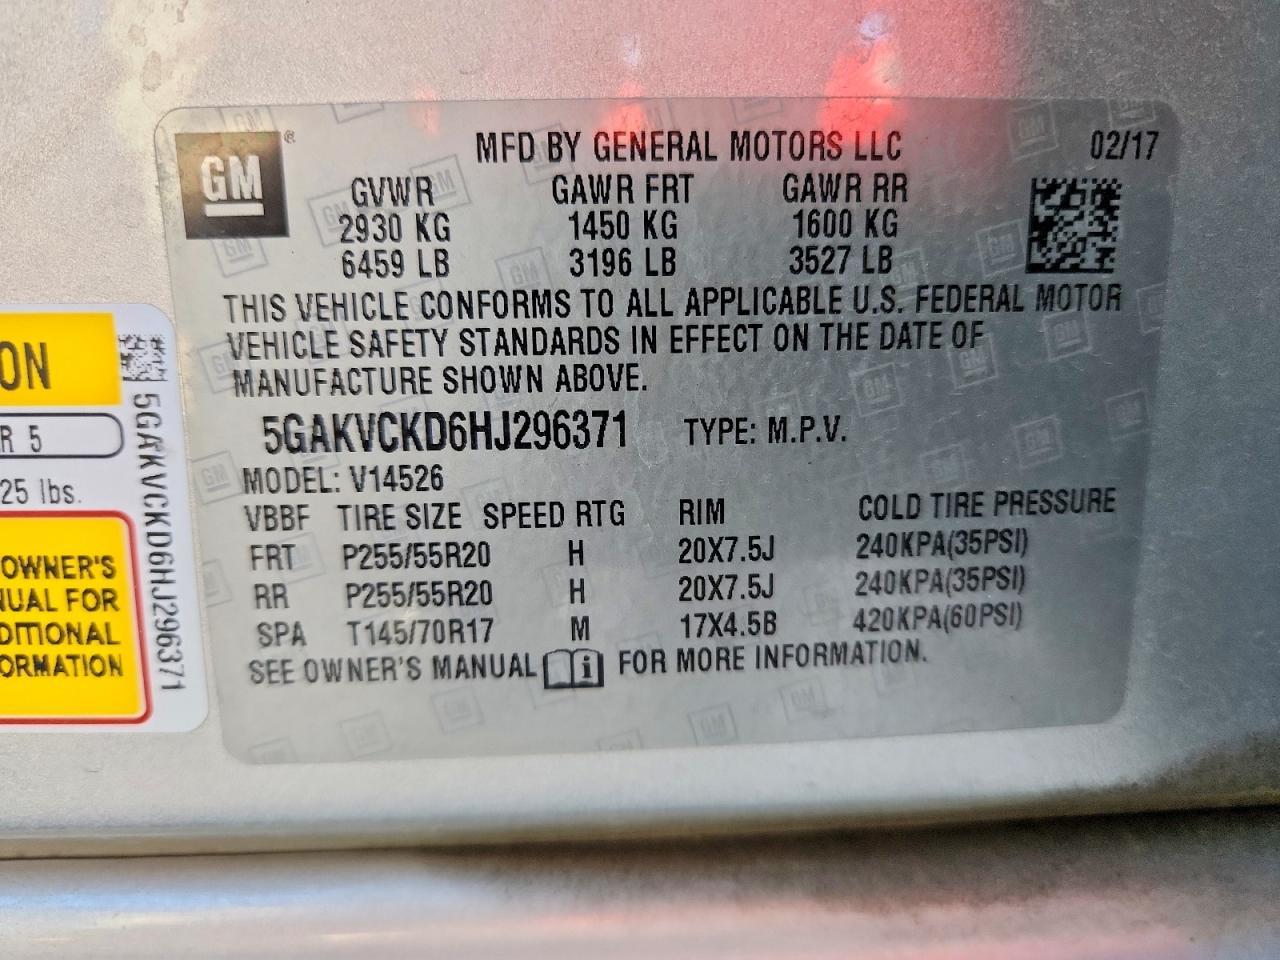 GM ®
MFD BY GENERAL MOTORS LLC 02/17
GVWR GAWR FRT GAWR RR
2930 KG 1450 KG 1600 KG
6459 LB 3196 LB 3527 LB
THIS VEHICLE CONFORMS TO ALL APPLICABLE U.S. FEDERAL MOTOR
VEHICLE SAFETY STANDARDS IN EFFECT ON THE DATE OF
MANUFACTURE SHOWN ABOVE.
5GAKVCKD6HJ296371 TYPE: M.P.V.
MODEL: V14526
VBBF TIRE SIZE SPEED RTG RIM COLD TIRE PRESSURE
FRT P255/55R20 H 20X7.5J 240KPA(35PSI)
RR P255/55R20 H 20X7.5J 240KPA(35PSI)
SPA T145/70R17 M 17X4.5B 420KPA(60PSI)
SEE OWNER'S MANUAL i FOR MORE INFORMATION.
ON
R 5
25 lbs.
OWNER'S
NUAL FOR
DITIONAL
ORMATION
5GAKVCKD6HJ296371